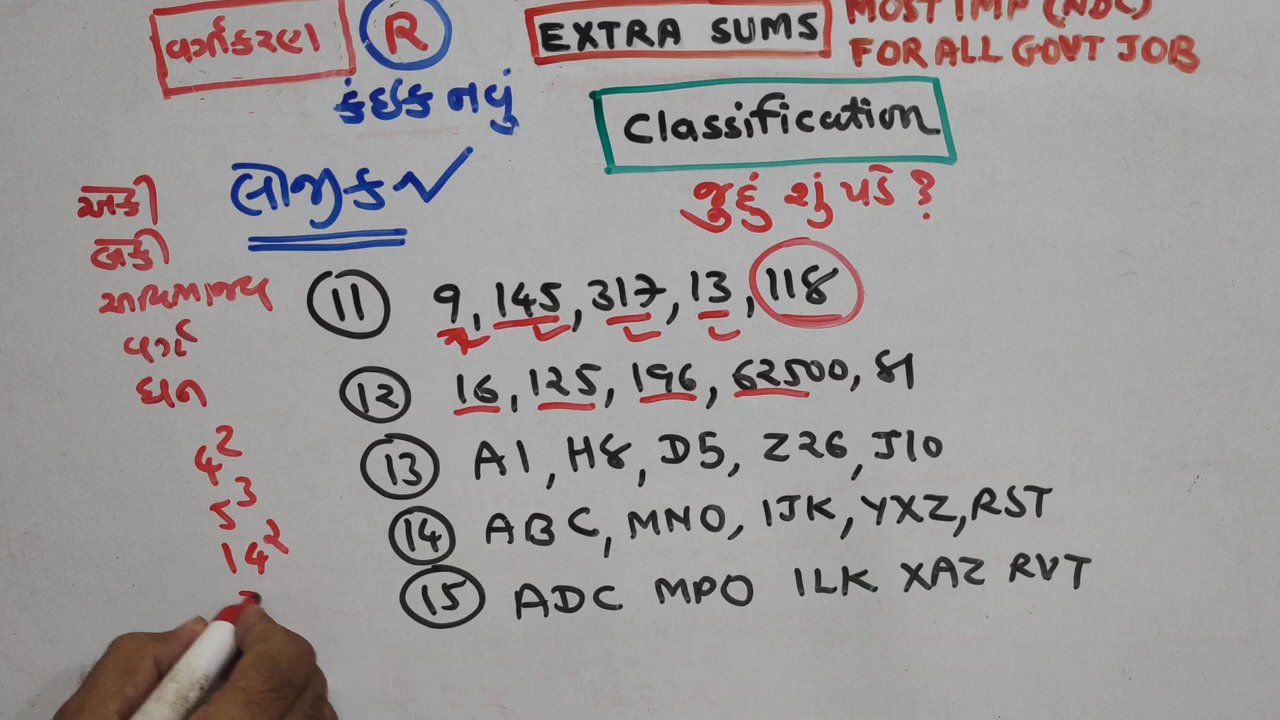 વર્ગીકરણ R EXTRA SUMS MOST IMP (NDC)
કંઈક નવું FOR ALL GOVT JOB
Classification
લોજીક
જુદું શું પડે ?
એકી
બેકી
અવિભાજ્ય
વર્ગ
ઘન
4²
5³
14²
11 9, 145, 317, 13, 118
12 16, 125, 196, 62500, 81
13 A1, H8, D5, Z26, J10
14 ABC, MNO, IJK, YXZ, RST
15 ADC MPO ILK XAZ RVT